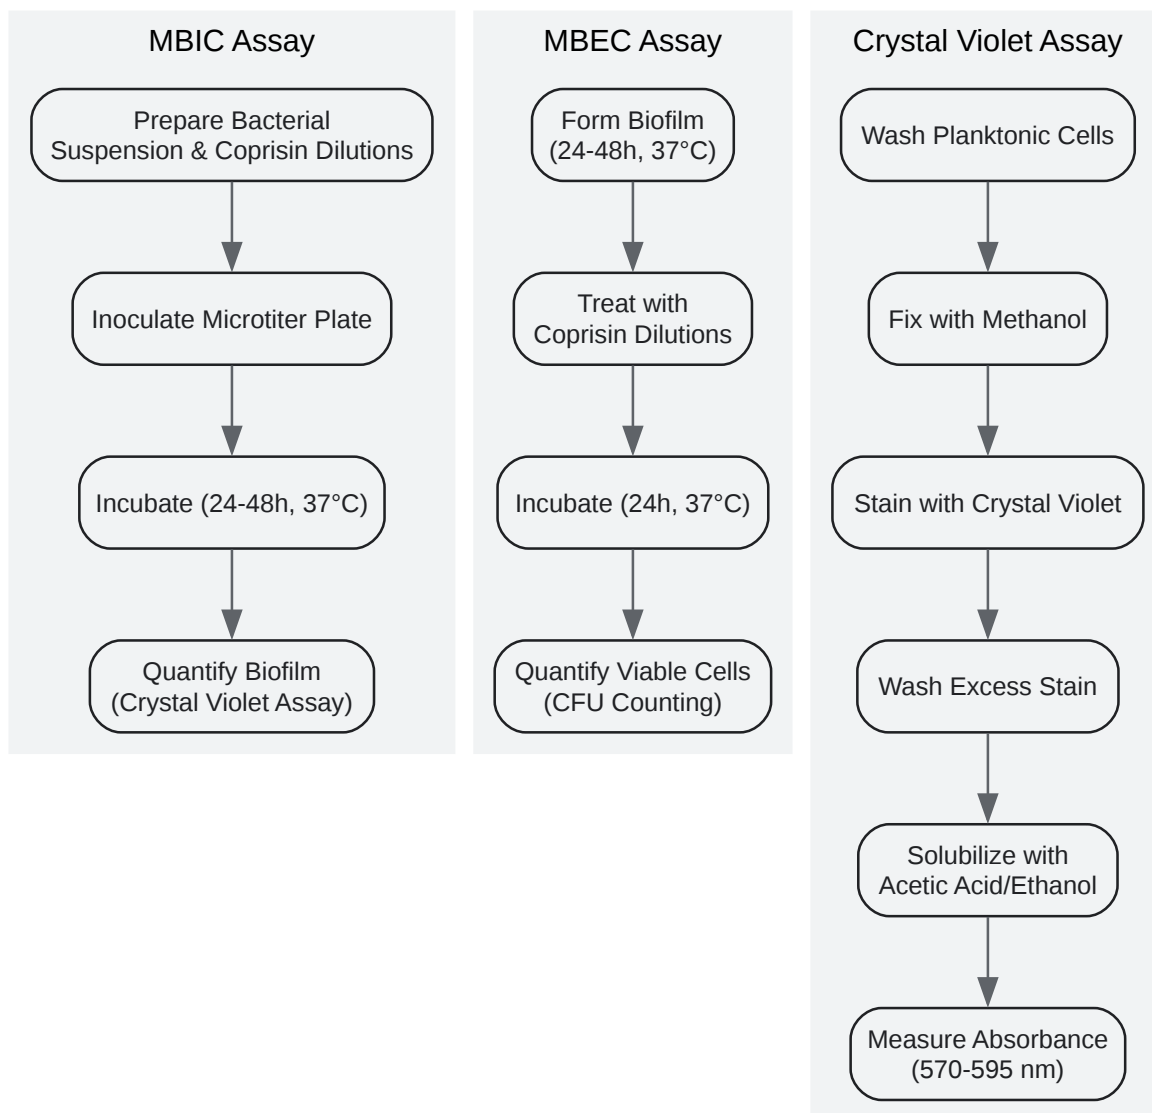 MBIC Assay
Prepare Bacterial
Suspension & Coprisin Dilutions
Inoculate Microtiter Plate
Incubate (24-48h, 37°C)
Quantify Biofilm
(Crystal Violet Assay)
MBEC Assay
Form Biofilm
(24-48h, 37°C)
Treat with
Coprisin Dilutions
Incubate (24h, 37°C)
Quantify Viable Cells
(CFU Counting)
Crystal Violet Assay
Wash Planktonic Cells
Fix with Methanol
Stain with Crystal Violet
Wash Excess Stain
Solubilize with
Acetic Acid/Ethanol
Measure Absorbance
(570-595 nm)